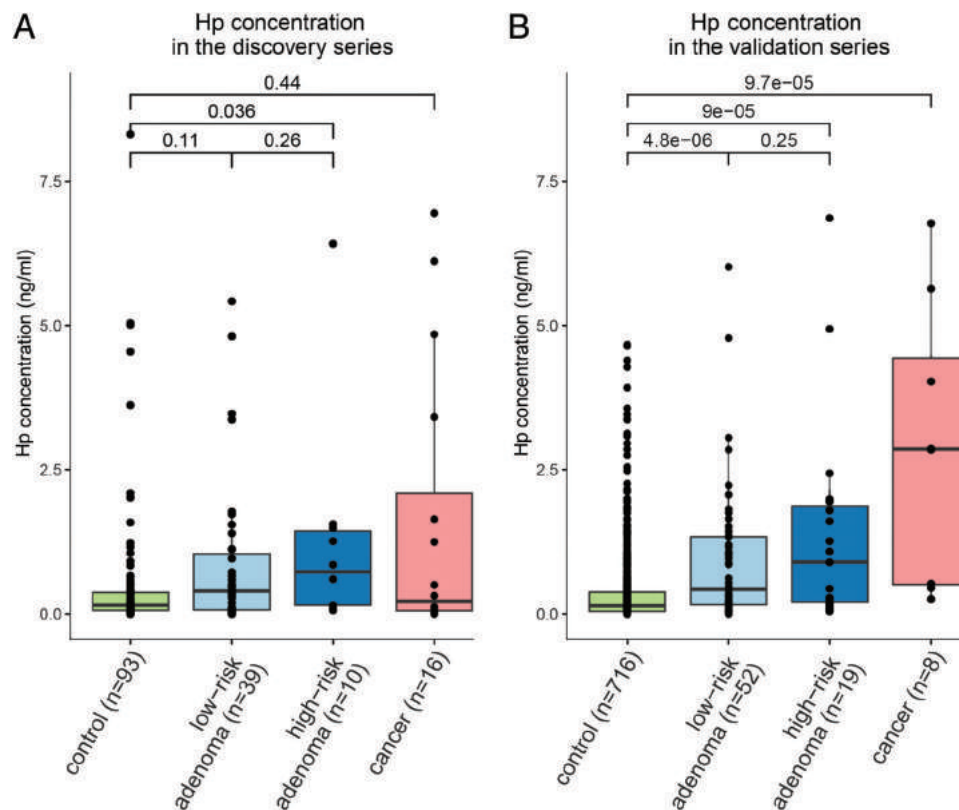 A
Hp concentration
in the discovery series
0.44
0.036
0.11
0.26
7.5
5.0
2.5
0.0
Hp concentration (ng/ml)
control (n=93)
low−risk
adenoma (n=39)
high−risk
adenoma (n=10)
cancer (n=16)
B
Hp concentration
in the validation series
9.7e−05
9e−05
4.8e−06
0.25
7.5
5.0
2.5
0.0
Hp concentration (ng/ml)
control (n=716)
low−risk
adenoma (n=52)
high−risk
adenoma (n=19)
cancer (n=8)